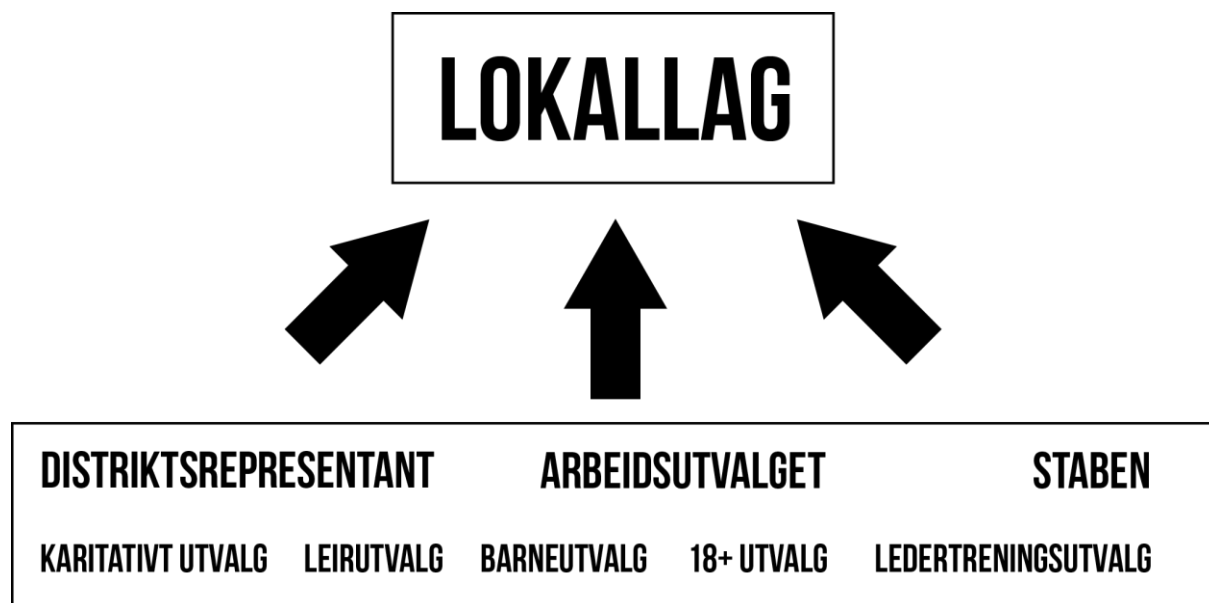 LOKALLAG
DISTRIKTSREPRESENTANT ARBEIDSUTVALGET STABEN
KARITATIVT UTVALG LEIRUTVALG BARNEUTVALG 18+ UTVALG LEDERTRENINGSUTVALG